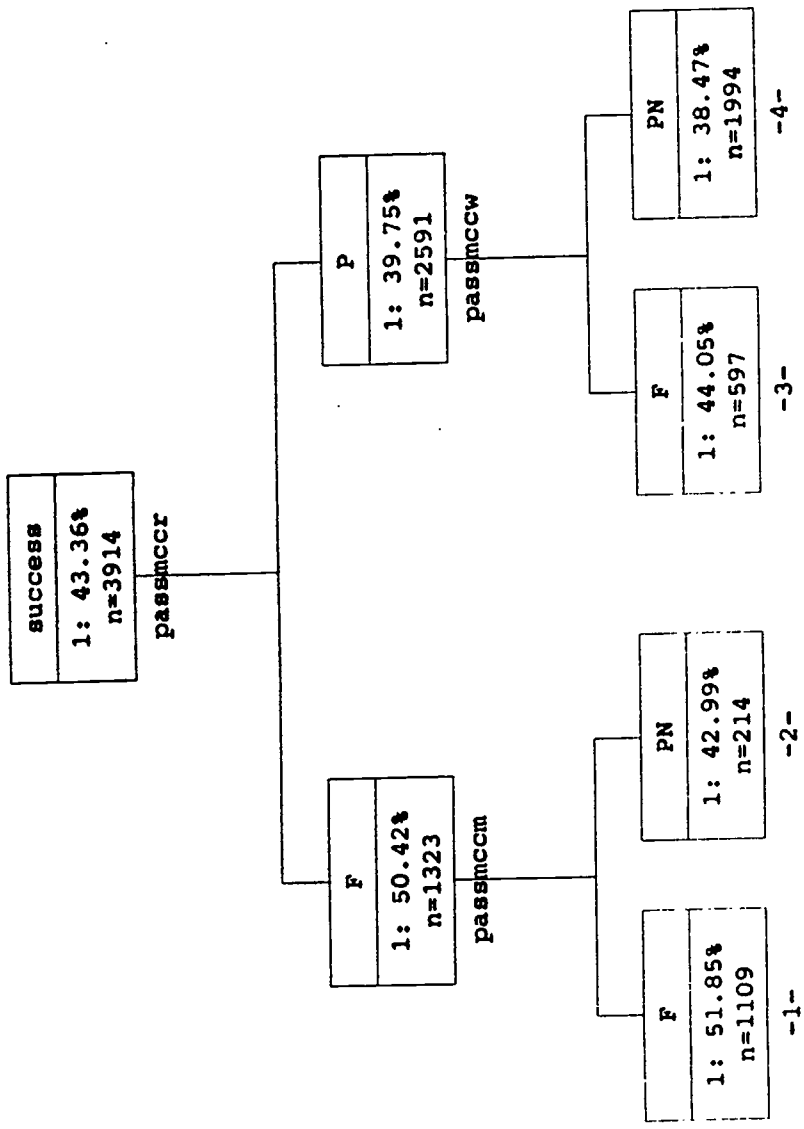 success
1: 43.36%
n=3914
passmccr
F
1: 50.42%
n=1323
passmccm
P
1: 39.75%
n=2591
passmccw
F
1: 51.85%
n=1109
-1-
PN
1: 42.99%
n=214
-2-
F
1: 44.05%
n=597
-3-
PN
1: 38.47%
n=1994
-4-